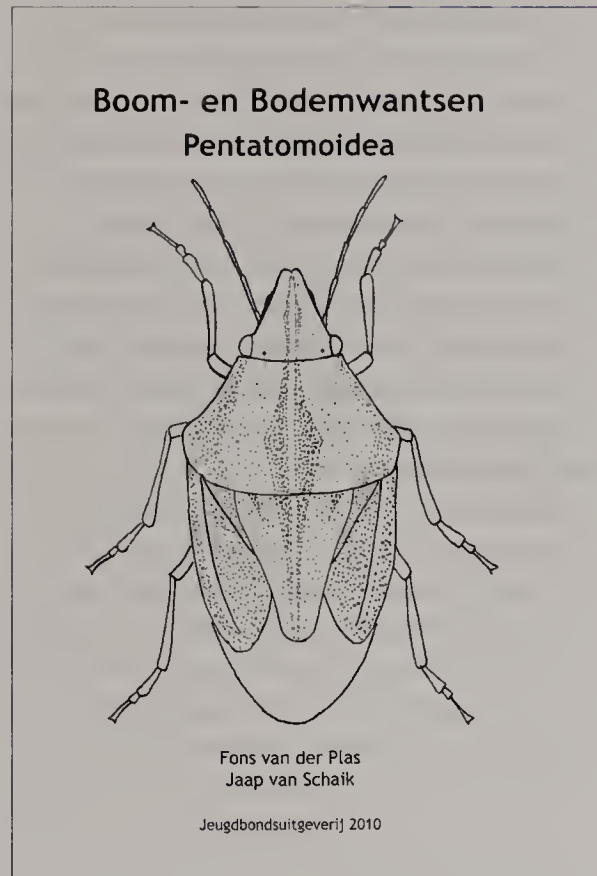 Boom- en Bodemwantsen
Pentatomoidea
Fons van der Plas
Jaap van Schaik
Jeugdbondsuitgeverij 2010